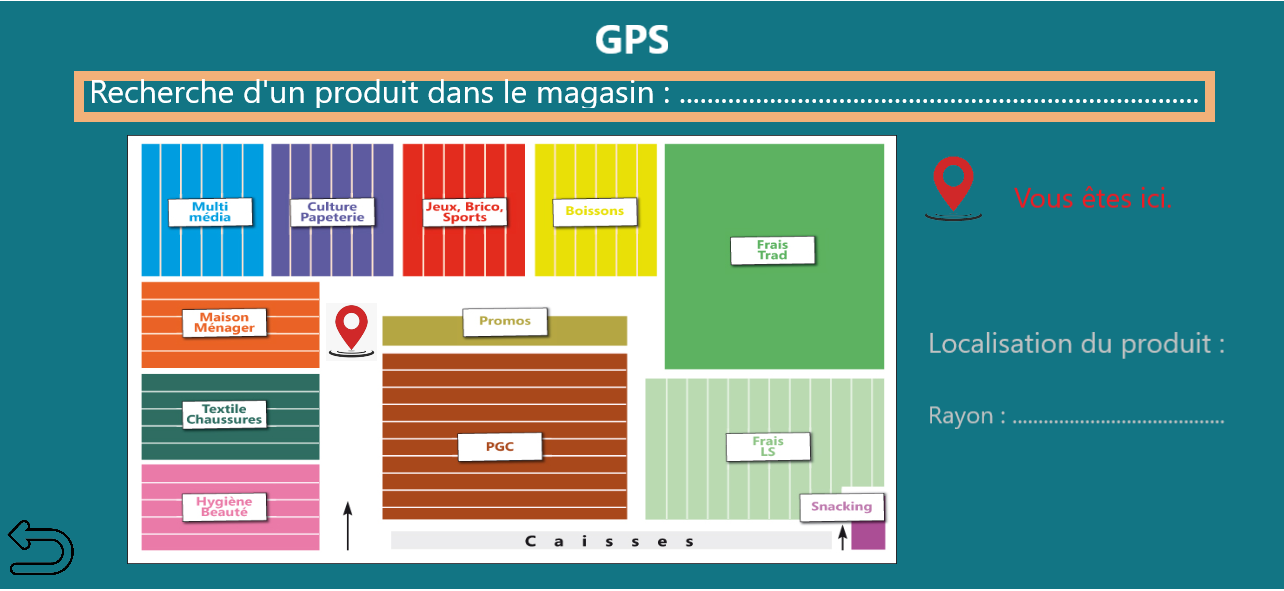 GPS
Recherche d'un produit dans le magasin : ................................................................................
Multi
média
Culture
Papeterie
Jeux, Brico,
Sports
Boissons
Frais
Trad
Vous êtes ici.
Maison
Ménager
Promos
Localisation du produit :
Textile
Chaussures
Rayon : ........................................
PGC
Frais
LS
Hygiène
Beauté
Snacking
Caisses